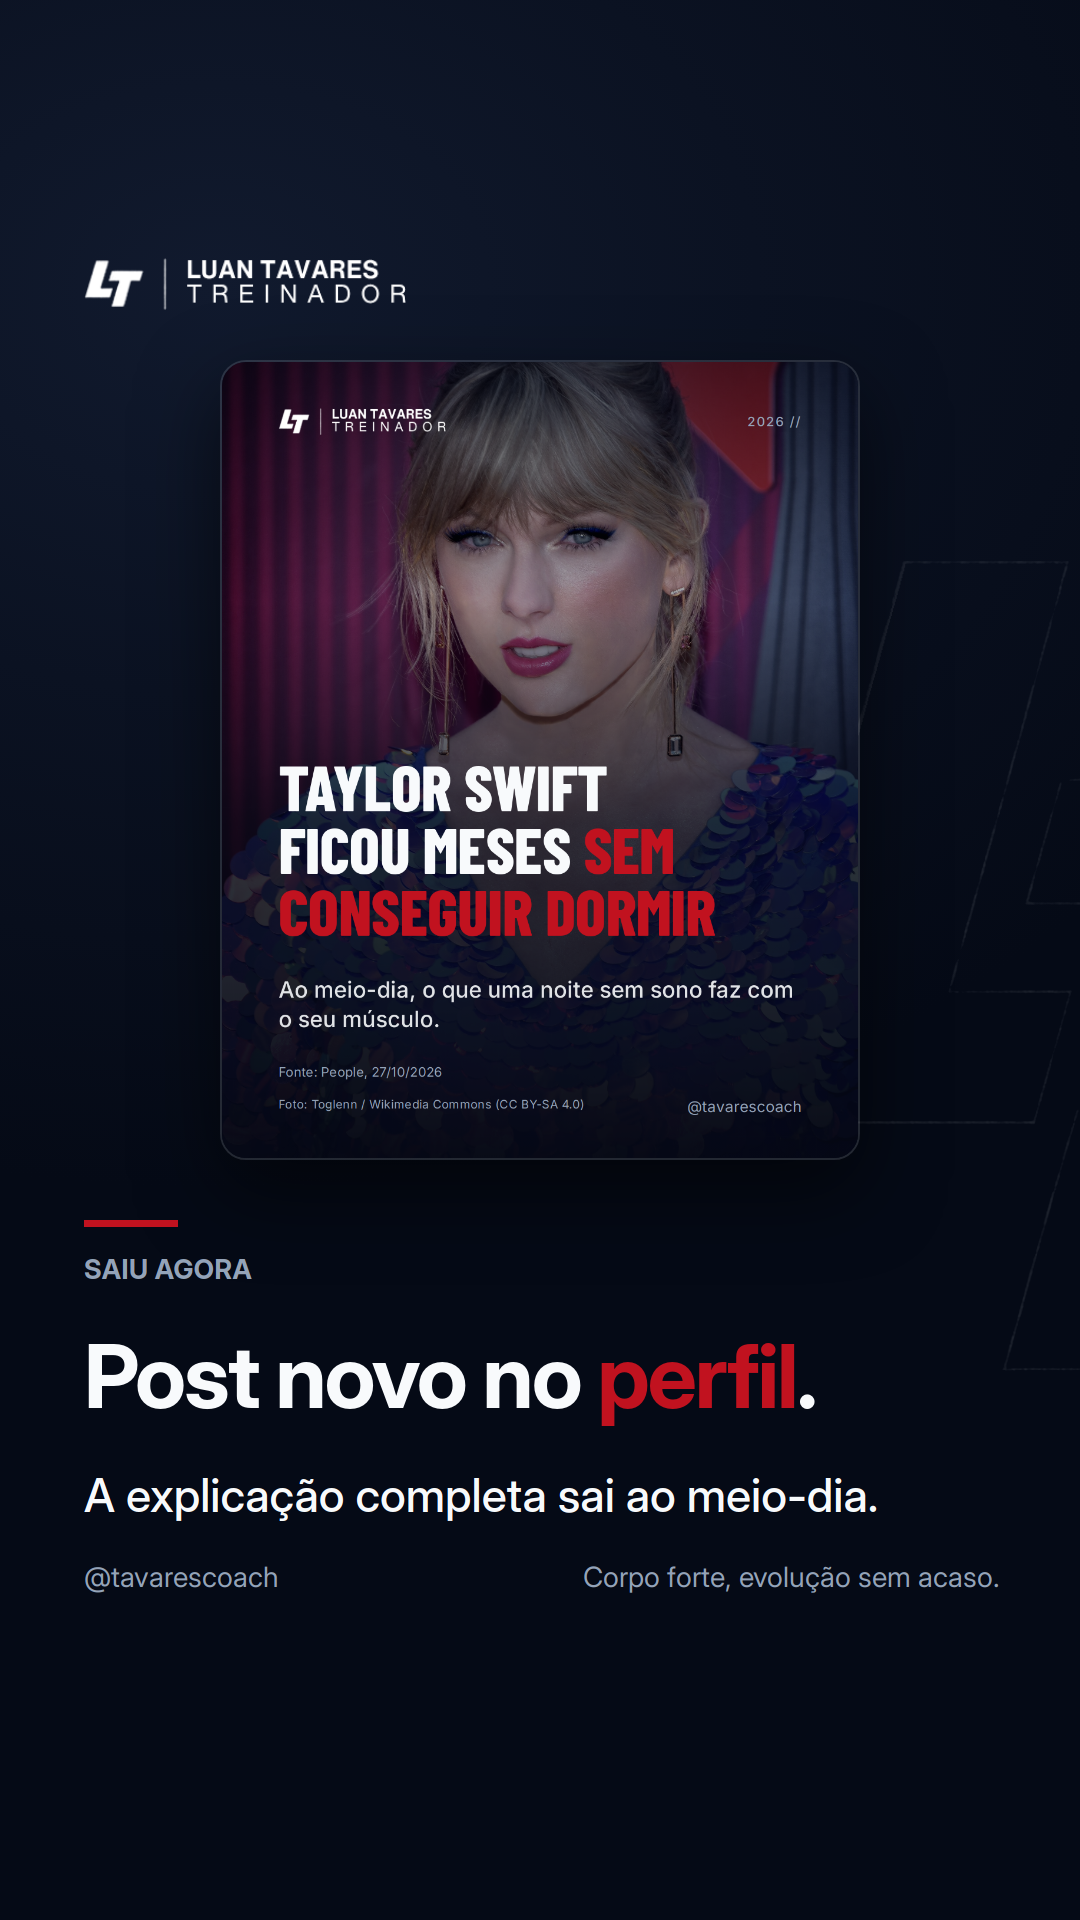 LT
LUAN TAVARES
TREINADOR
LT
LUAN TAVARES
TREINADOR
2026 //
TAYLOR SWIFT
FICOU MESES SEM
CONSEGUIR DORMIR
Ao meio-dia, o que uma noite sem sono faz com
o seu músculo.
Fonte: People, 27/10/2026
Foto: Toglenn / Wikimedia Commons (CC BY-SA 4.0)
@tavarescoach
SAIU AGORA
Post novo no perfil.
A explicação completa sai ao meio-dia.
@tavarescoach
Corpo forte, evolução sem acaso.